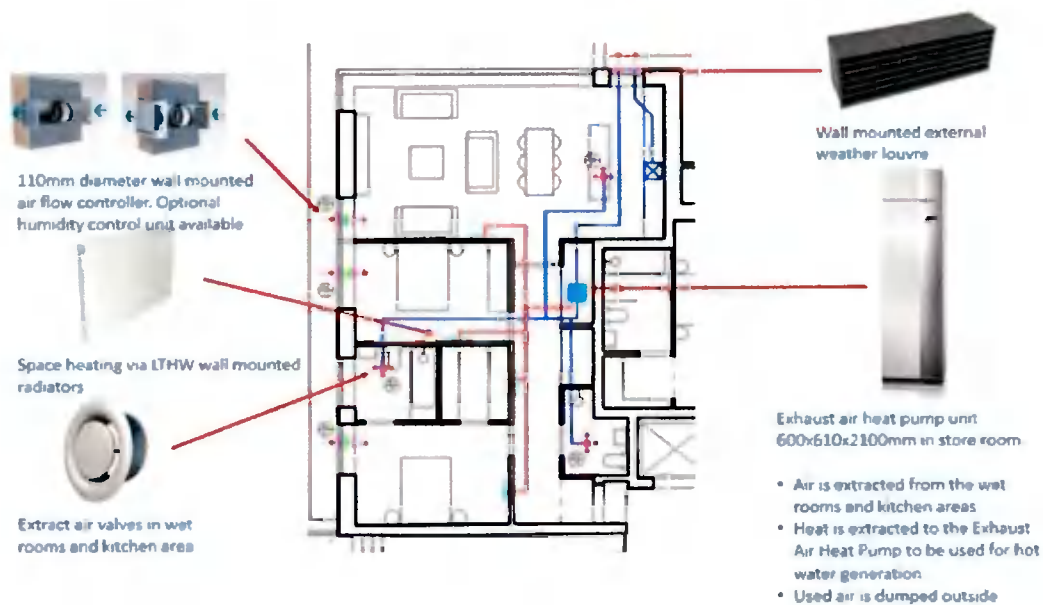 110mm diameter wall mounted
air flow controller. Optional
humidity control unit available
Space heating via LTHW wall mounted
radiators
Extract air valves in wet
rooms and kitchen area
Wall mounted external
weather louvre
Exhaust air heat pump unit
600x610x2100mm in store room
• Air is extracted from the wet
rooms and kitchen areas
• Heat is extracted to the Exhaust
Air Heat Pump to be used for hot
water generation
• Used air is dumped outside